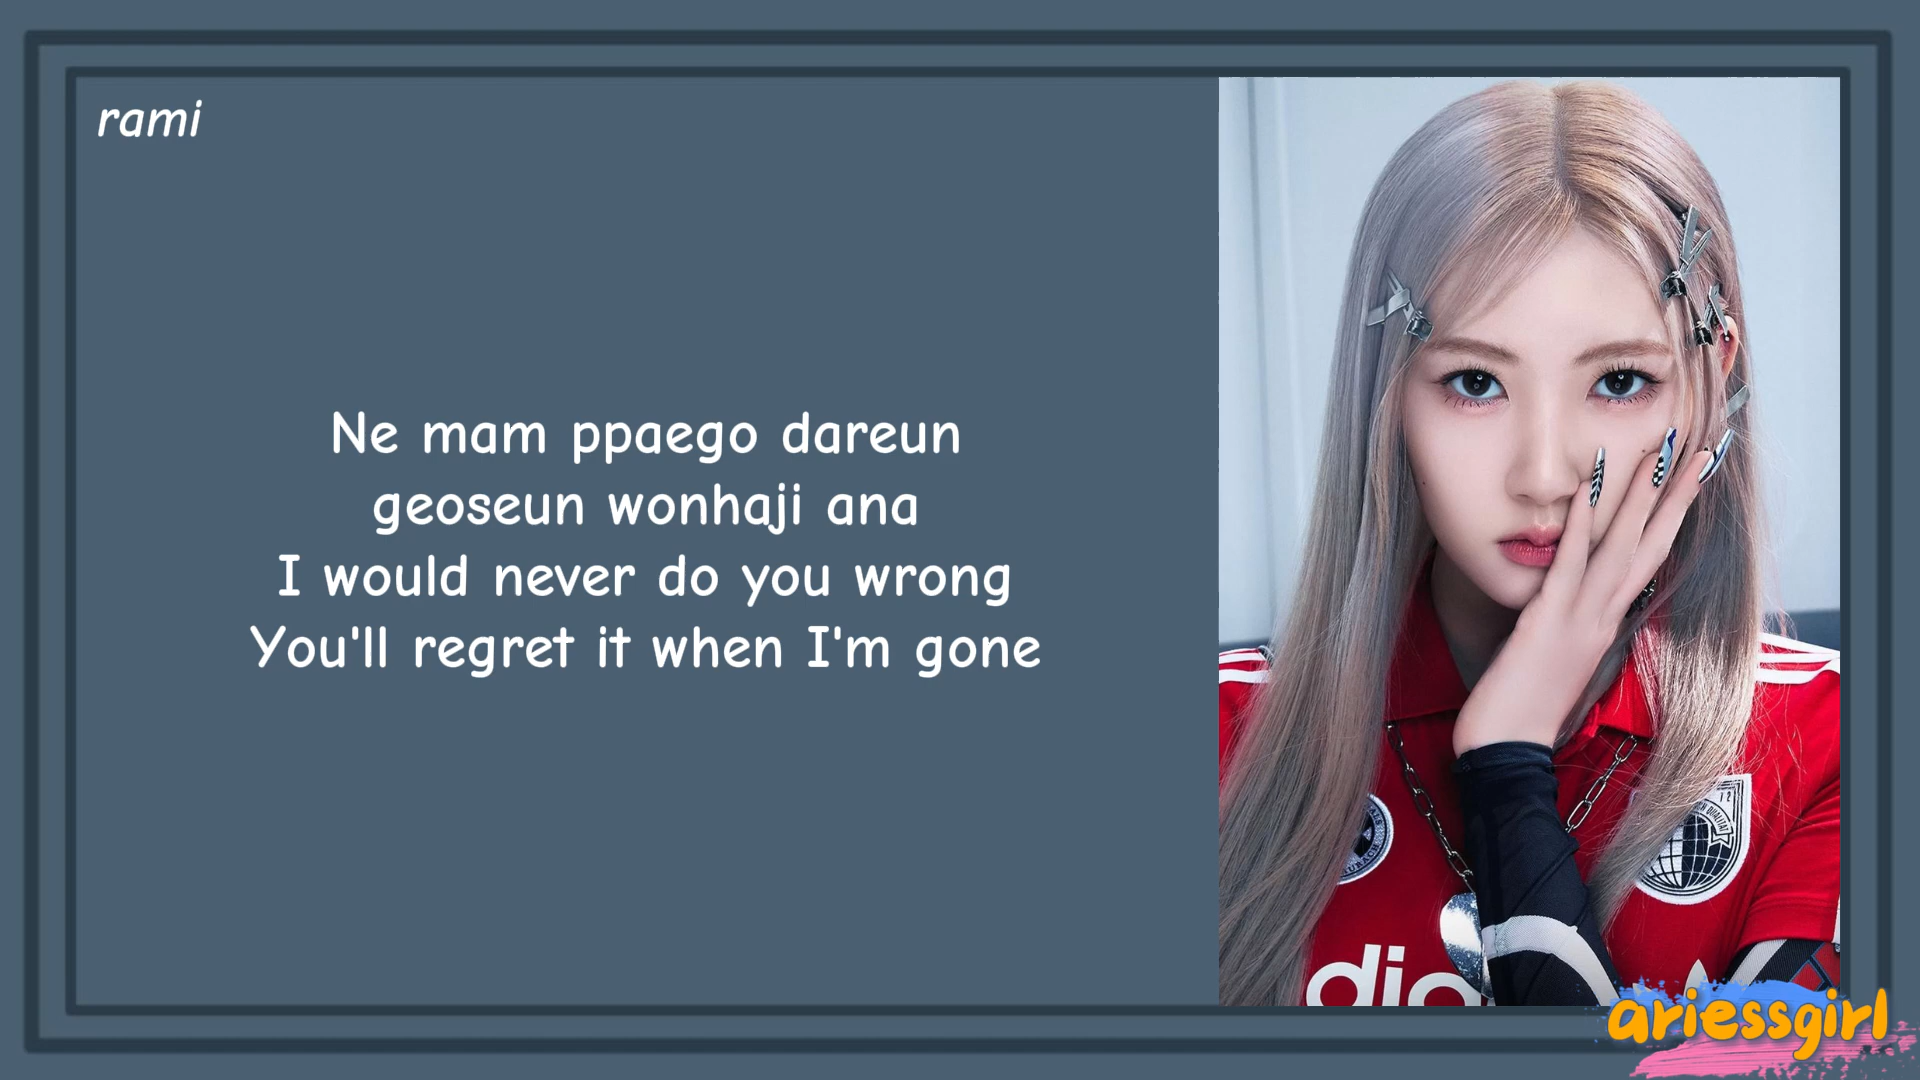 rami
Ne mam ppaego dareun
geoseun wonhaji ana
I would never do you wrong
You'll regret it when I'm gone
12
ariessgirl